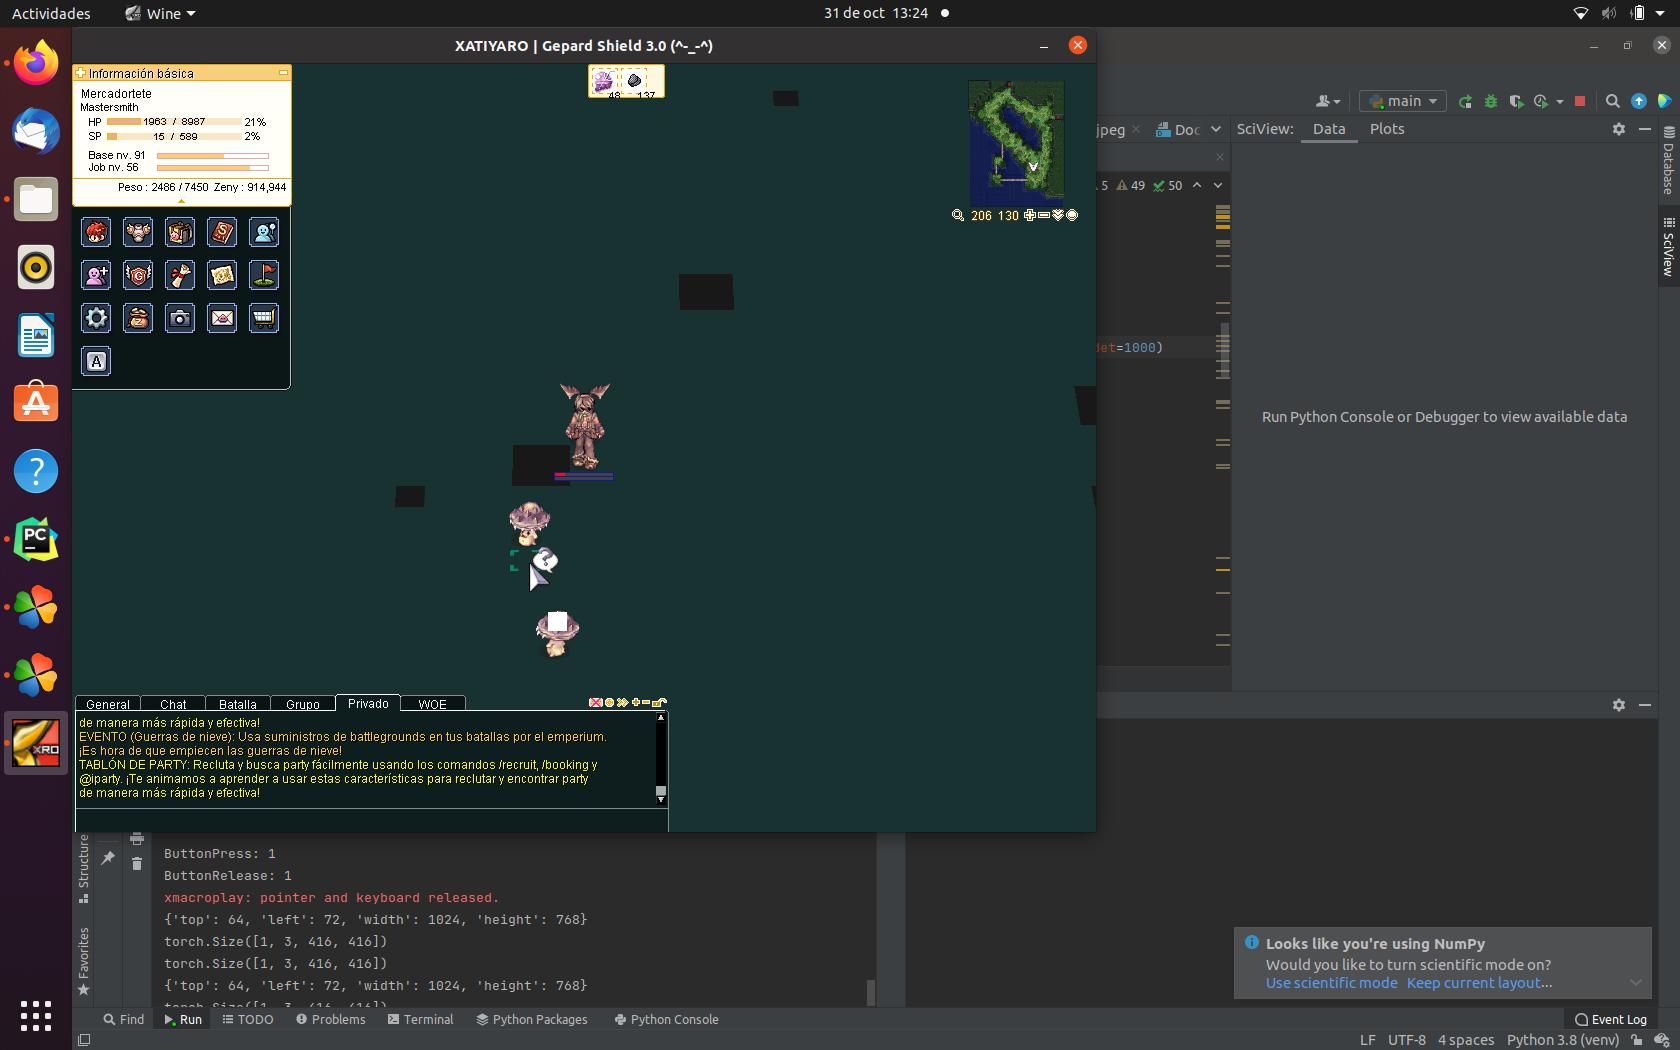 Actividades
Wine
31 de oct 13:24
XATIYARO | Gepard Shield 3.0 (^-_-^)
Información básica
Mercadortete
Mastersmith
HP 1963 / 8987 21%
SP 15 / 589 2%
Base nv. 91
Job nv. 56
Peso : 2486 / 7450 Zeny : 914,944
48 137
206 130
A
main
jpeg
Doc
SciView: Data Plots
5 49 50
det=1000)
Run Python Console or Debugger to view available data
Database
SciView
General Chat Batalla Grupo Privado WOE
de manera más rápida y efectiva!
EVENTO (Guerras de nieve): Usa suministros de battlegrounds en tus batallas por el emperium.
¡Es hora de que empiecen las guerras de nieve!
TABLÓN DE PARTY: Recluta y busca party fácilmente usando los comandos /recruit, /booking y
@iparty. ¡Te animamos a aprender a usar estas características para reclutar y encontrar party
de manera más rápida y efectiva!
PC
XRO
Structure
Favorites
ButtonPress: 1
ButtonRelease: 1
xmacroplay: pointer and keyboard released.
{'top': 64, 'left': 72, 'width': 1024, 'height': 768}
torch.Size([1, 3, 416, 416])
torch.Size([1, 3, 416, 416])
{'top': 64, 'left': 72, 'width': 1024, 'height': 768}
torch.Size([1, 3, 416, 416])
Looks like you're using NumPy
Would you like to turn scientific mode on?
Use scientific mode Keep current layout...
Find Run TODO Problems Terminal Python Packages Python Console
Event Log
LF UTF-8 4 spaces Python 3.8 (venv)